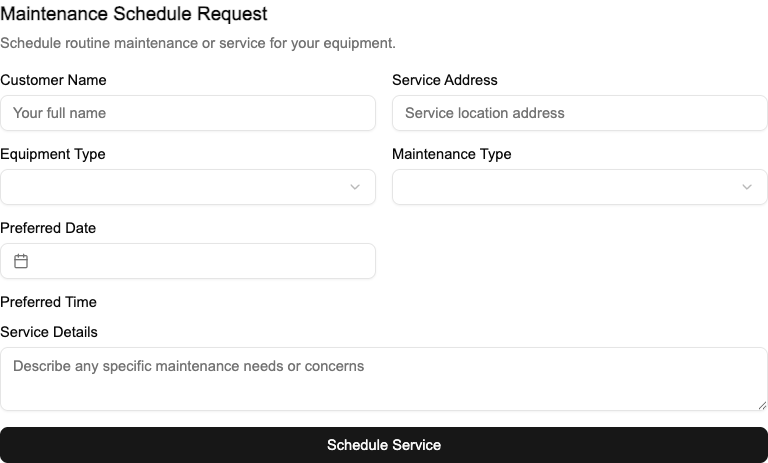 Maintenance Schedule Request
Schedule routine maintenance or service for your equipment.
Customer Name
Service Address
Your full name
Service location address
Equipment Type
Maintenance Type
Preferred Date
Preferred Time
Service Details
Describe any specific maintenance needs or concerns
Schedule Service